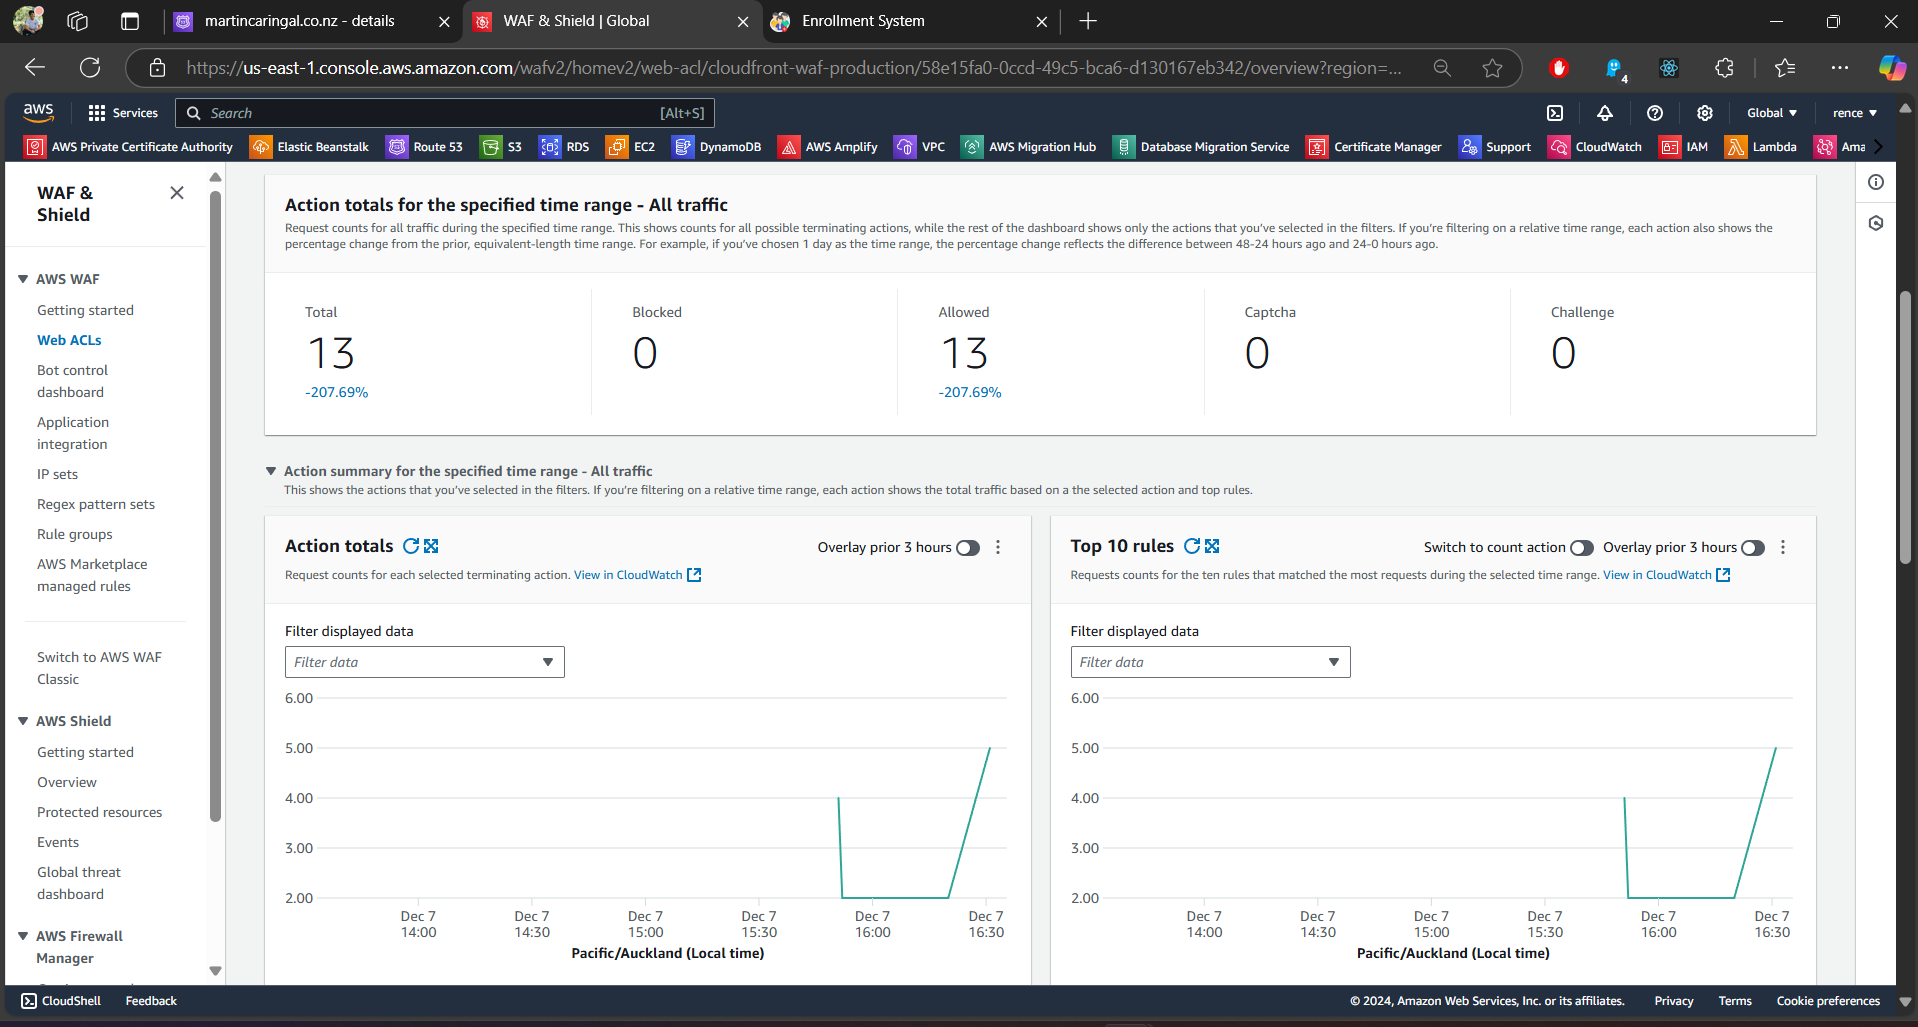 martincaringal.co.nz - details
WAF & Shield | Global
Enrollment System
https://us-east-1.console.aws.amazon.com/wafv2/homev2/web-acl/cloudfront-waf-production/58e15fa0-0ccd-49c5-bca6-d130167eb342/overview?region=...
4
aws
Services
Search
[Alt+S]
Global
rence
AWS Private Certificate Authority
Elastic Beanstalk
Route 53
S3
RDS
EC2
DynamoDB
AWS Amplify
VPC
AWS Migration Hub
Database Migration Service
Certificate Manager
Support
CloudWatch
IAM
Lambda
Ama
WAF &
Shield
AWS WAF
Getting started
Web ACLs
Bot control
dashboard
Application
integration
IP sets
Regex pattern sets
Rule groups
AWS Marketplace
managed rules
Switch to AWS WAF
Classic
AWS Shield
Getting started
Overview
Protected resources
Events
Global threat
dashboard
AWS Firewall
Manager
Action totals for the specified time range - All traffic
Request counts for all traffic during the specified time range. This shows counts for all possible terminating actions, while the rest of the dashboard shows only the actions that you've selected in the filters. If you're filtering on a relative time range, each action also shows the
percentage change from the prior, equivalent-length time range. For example, if you've chosen 1 day as the time range, the percentage change reflects the difference between 48-24 hours ago and 24-0 hours ago.
Total
13
-207.69%
Blocked
0
Allowed
13
-207.69%
Captcha
0
Challenge
0
Action summary for the specified time range - All traffic
This shows the actions that you've selected in the filters. If you're filtering on a relative time range, each action shows the total traffic based on a the selected action and top rules.
Action totals
Overlay prior 3 hours
Request counts for each selected terminating action. View in CloudWatch
Filter displayed data
Filter data
6.00
5.00
4.00
3.00
2.00
Dec 7 14:00
Dec 7 14:30
Dec 7 15:00
Dec 7 15:30
Dec 7 16:00
Dec 7 16:30
Pacific/Auckland (Local time)
Top 10 rules
Switch to count action
Overlay prior 3 hours
Requests counts for the ten rules that matched the most requests during the selected time range. View in CloudWatch
Filter displayed data
Filter data
6.00
5.00
4.00
3.00
2.00
Dec 7 14:00
Dec 7 14:30
Dec 7 15:00
Dec 7 15:30
Dec 7 16:00
Dec 7 16:30
Pacific/Auckland (Local time)
CloudShell
Feedback
© 2024, Amazon Web Services, Inc. or its affiliates.
Privacy
Terms
Cookie preferences